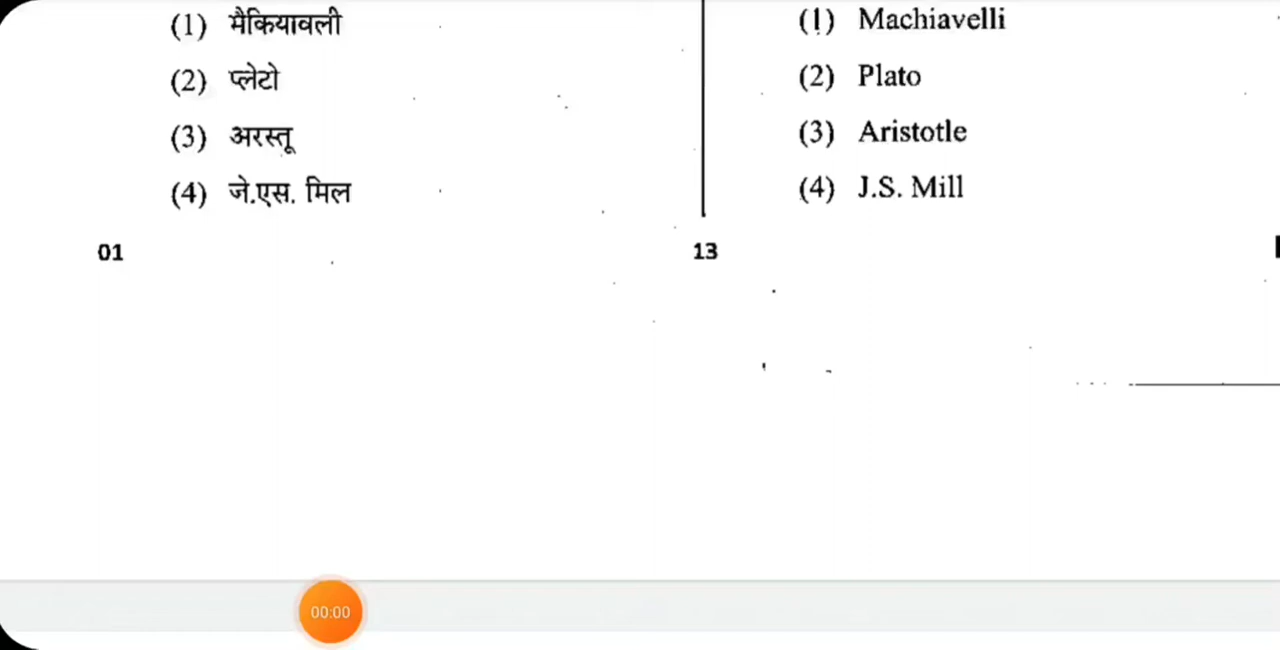 (1) मैकियावली
(2) प्लेटो
(3) अरस्तू
(4) जे.एस. मिल
(1) Machiavelli
(2) Plato
(3) Aristotle
(4) J.S. Mill
01
13
00:00